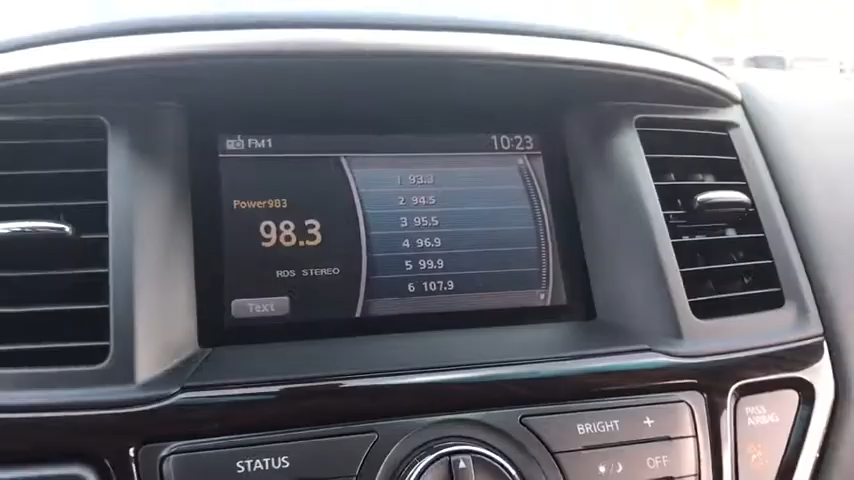 FM1 10:23
Power983
98.3
RDS STEREO
Text
1 93.3
2 94.5
3 95.5
4 96.9
5 99.9
6 107.9
STATUS
BRIGHT +
OFF
PASS
AIRBAG